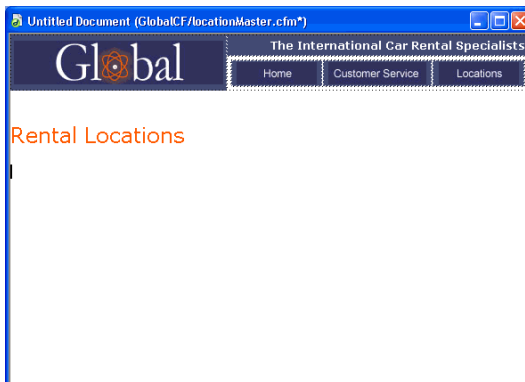 Untitled Document (GlobalCF/locationMaster.cfm*)
Global
The International Car Rental Specialists
Home
Customer Service
Locations
Rental Locations